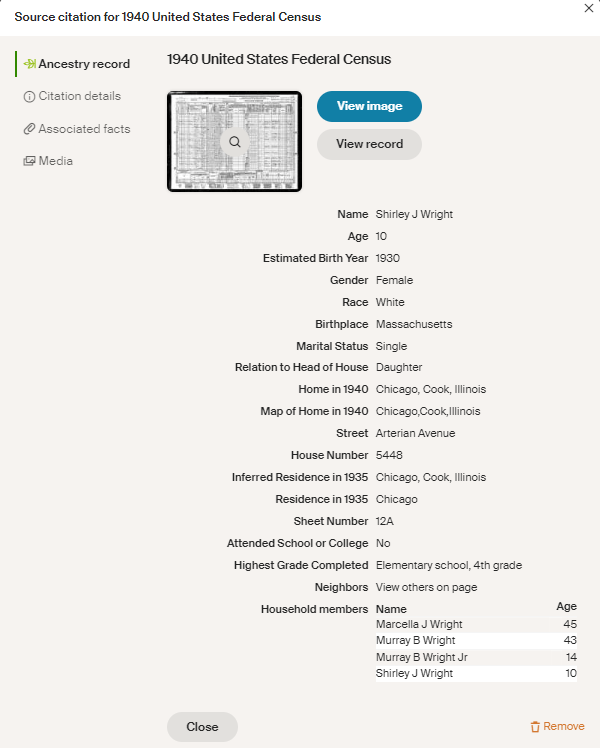 Source citation for 1940 United States Federal Census
Ancestry record
Citation details
Associated facts
Media
1940 United States Federal Census
View image
View record
Name Shirley J Wright
Age 10
Estimated Birth Year 1930
Gender Female
Race White
Birthplace Massachusetts
Marital Status Single
Relation to Head of House Daughter
Home in 1940 Chicago, Cook, Illinois
Map of Home in 1940 Chicago,Cook,Illinois
Street Arterian Avenue
House Number 5448
Inferred Residence in 1935 Chicago, Cook, Illinois
Residence in 1935 Chicago
Sheet Number 12A
Attended School or College No
Highest Grade Completed Elementary school, 4th grade
Neighbors View others on page
Household members Name Age
Marcella J Wright 45
Murray B Wright 43
Murray B Wright Jr 14
Shirley J Wright 10
Close
Remove